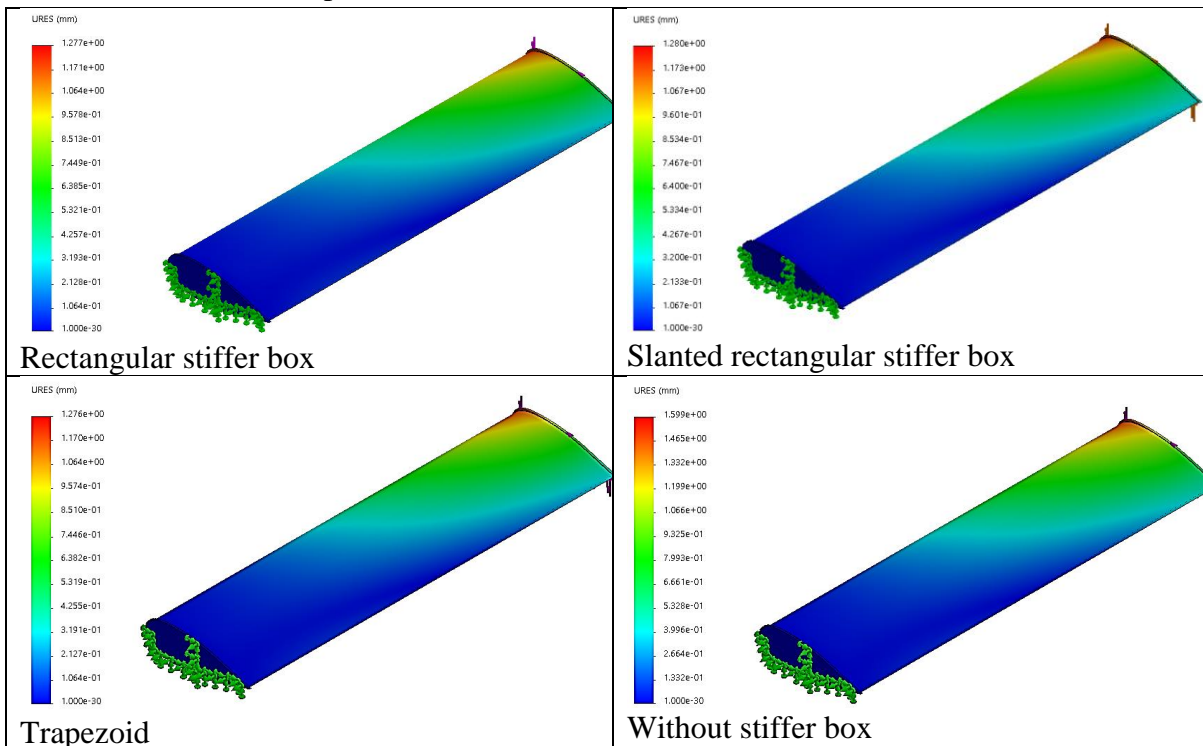 URES (mm)
1.277e+00
1.171e+00
1.064e+00
9.578e-01
8.513e-01
7.449e-01
6.385e-01
5.321e-01
4.257e-01
3.193e-01
2.128e-01
1.064e-01
1.000e-30
Rectangular stiffer box
URES (mm)
1.280e+00
1.173e+00
1.067e+00
9.601e-01
8.534e-01
7.467e-01
6.400e-01
5.334e-01
4.267e-01
3.200e-01
2.133e-01
1.067e-01
1.000e-30
Slanted rectangular stiffer box
URES (mm)
1.276e+00
1.170e+00
1.064e+00
9.574e-01
8.510e-01
7.446e-01
6.382e-01
5.319e-01
4.255e-01
3.191e-01
2.127e-01
1.064e-01
1.000e-30
Trapezoid
URES (mm)
1.599e+00
1.465e+00
1.332e+00
1.199e+00
1.066e+00
9.325e-01
7.993e-01
6.661e-01
5.328e-01
3.996e-01
2.664e-01
1.332e-01
1.000e-30
Without stiffer box